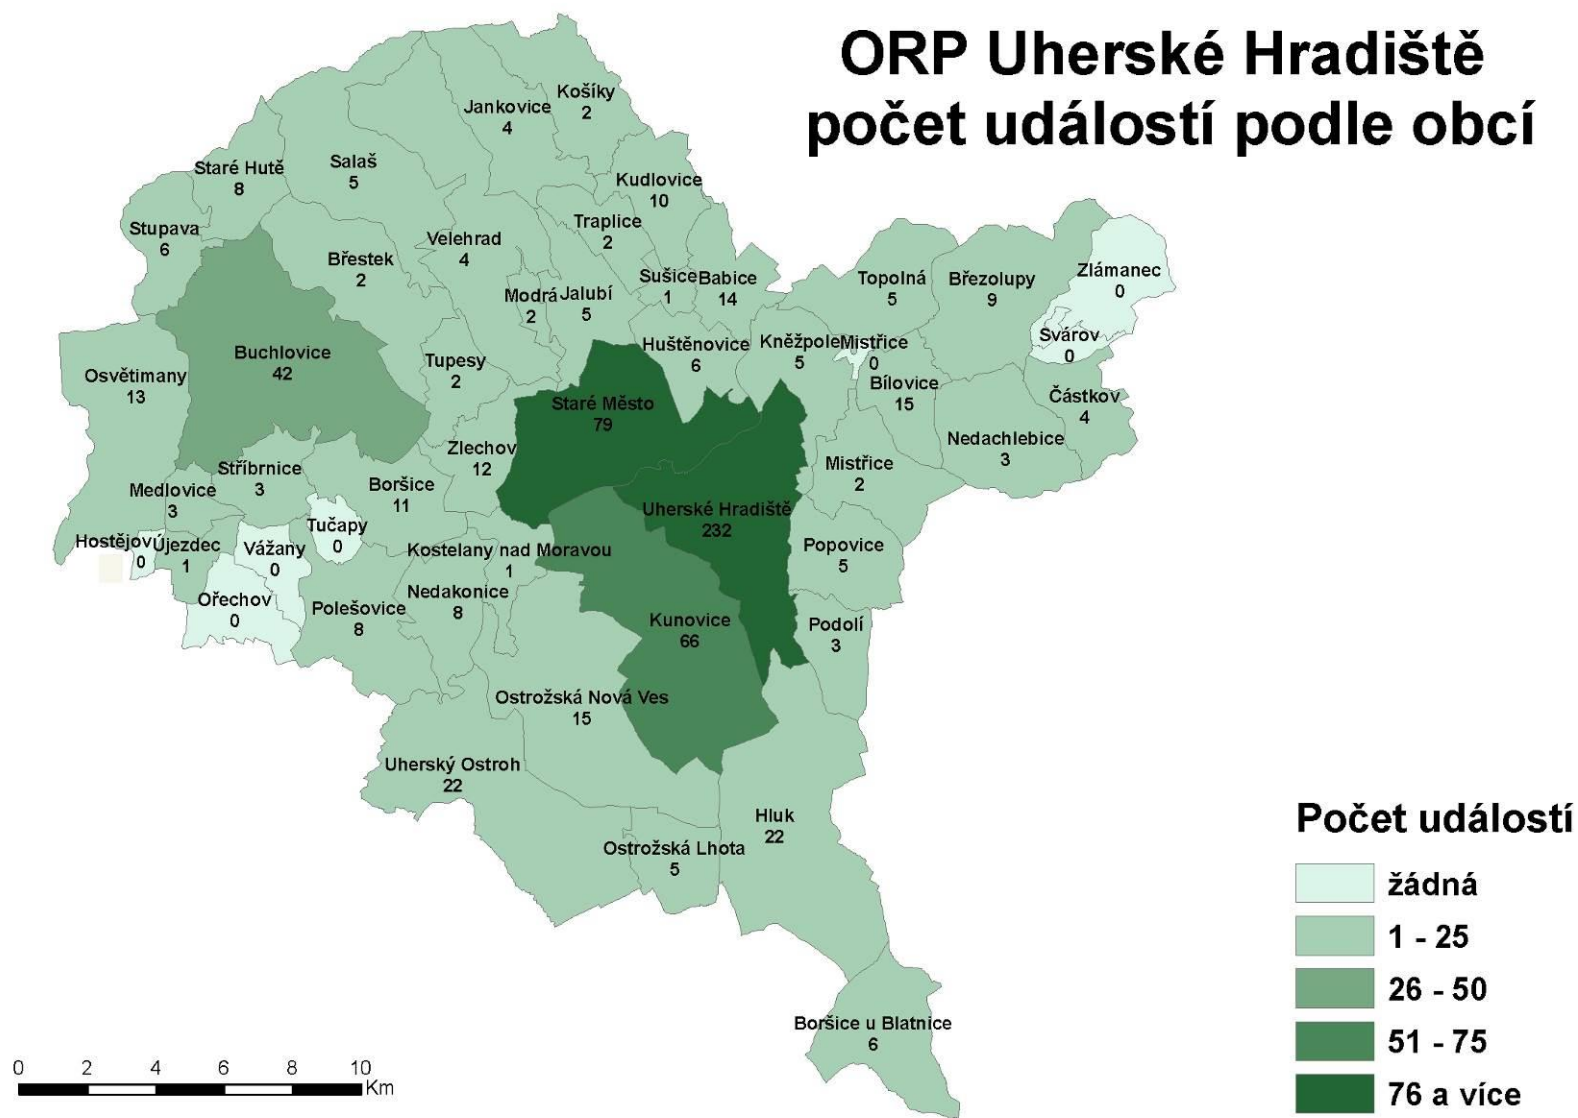 ORP Uherské Hradiště
počet událostí podle obcí
Košíky
2
Jankovice
4
Salaš
5
Staré Hutě
8
Kudlovice
10
Stupava
6
Traplice
2
Velehrad
4
Břestek
2
Sušice
1
Babice
14
Modrá
2
Jalubí
5
Topolná
5
Březolupy
9
Zlámanec
0
Svárov
0
Huštěnovice
6
Kněžpole
5
Mistřice
0
Buchlovice
42
Tupesy
2
Osvětimany
13
Bílovice
15
Částkov
4
Staré Město
79
Nedachlebice
3
Zlechov
12
Mistřice
2
Stříbrnice
3
Boršice
11
Medlovice
3
Uherské Hradiště
232
Tučapy
0
Hostějov
0
Újezdec
1
Vážany
0
Kostelany nad Moravou
1
Popovice
5
Ořechov
0
Polešovice
8
Nedakonice
8
Kunovice
66
Podolí
3
Ostrožská Nová Ves
15
Uherský Ostroh
22
Hluk
22
Ostrožská Lhota
5
Boršice u Blatnice
6
Počet událostí
žádná
1 - 25
26 - 50
51 - 75
76 a více
0 2 4 6 8 10
Km